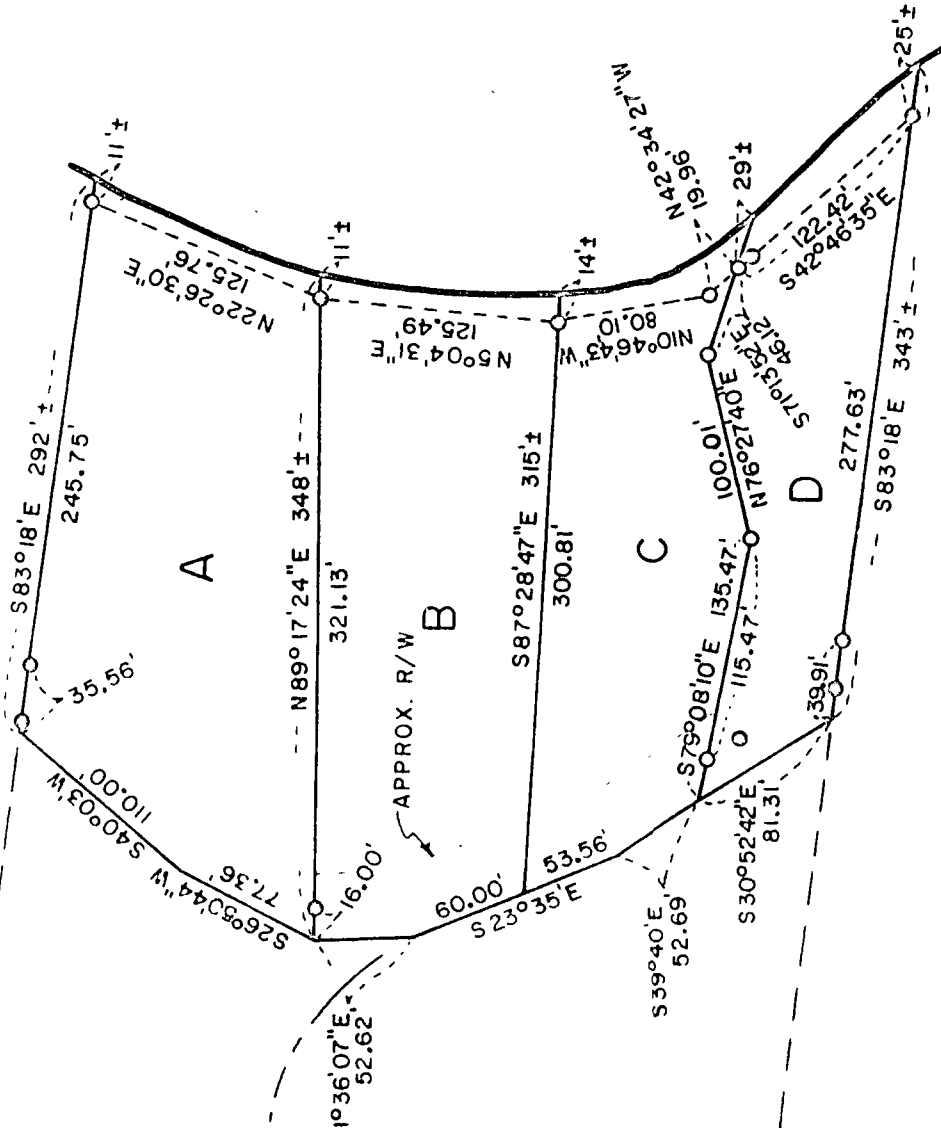 S83°18'E 292'±
245.75'
11'±
35.56'
N22°26'30"E
125.76'
A
S40°03'W
110.00'
S26°50'44"W
77.36'
11'±
N89°17'24"E 348'±
321.13'
16.00'
N5°04'31"E
125.49'
B
APPROX. R/W
1°36'07"E
52.62'
14'±
S87°28'47"E 315'±
300.81'
60.00'
S23°35'E
53.56'
N10°46'43"W
80.10
N42°34'27"W
19.96'
29'±
C
S39°40'E
52.69'
S79°08'10"E 135.47'
115.47'
100.01'
N76°27'40"E
S71°13'52"E
46.12
S30°52'42"E
81.31'
D
122.42'
S42°46'35"E
25'±
39.91'
277.63'
S83°18'E 343'±